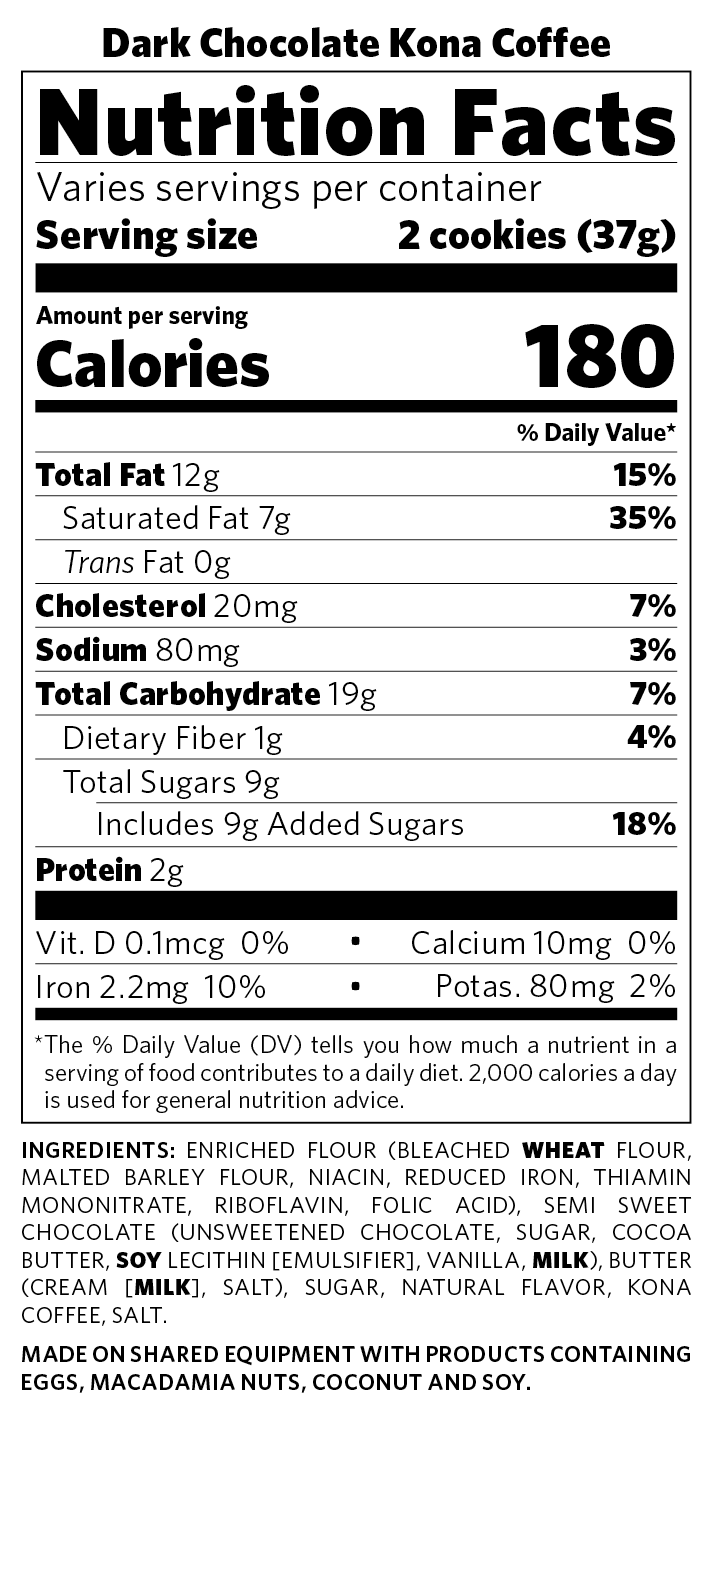 Dark Chocolate Kona Coffee
Nutrition Facts
Varies servings per container
Serving size 2 cookies (37g)
Amount per serving
Calories 180
% Daily Value*
Total Fat 12g 15%
Saturated Fat 7g 35%
Trans Fat 0g
Cholesterol 20mg 7%
Sodium 80mg 3%
Total Carbohydrate 19g 7%
Dietary Fiber 1g 4%
Total Sugars 9g
Includes 9g Added Sugars 18%
Protein 2g
Vit. D 0.1mcg 0% • Calcium 10mg 0%
Iron 2.2mg 10% • Potas. 80mg 2%
*The % Daily Value (DV) tells you how much a nutrient in a
serving of food contributes to a daily diet. 2,000 calories a day
is used for general nutrition advice.
INGREDIENTS: ENRICHED FLOUR (BLEACHED WHEAT FLOUR,
MALTED BARLEY FLOUR, NIACIN, REDUCED IRON, THIAMIN
MONONITRATE, RIBOFLAVIN, FOLIC ACID), SEMI SWEET
CHOCOLATE (UNSWEETENED CHOCOLATE, SUGAR, COCOA
BUTTER, SOY LECITHIN [EMULSIFIER], VANILLA, MILK), BUTTER
(CREAM [MILK], SALT), SUGAR, NATURAL FLAVOR, KONA
COFFEE, SALT.
MADE ON SHARED EQUIPMENT WITH PRODUCTS CONTAINING
EGGS, MACADAMIA NUTS, COCONUT AND SOY.